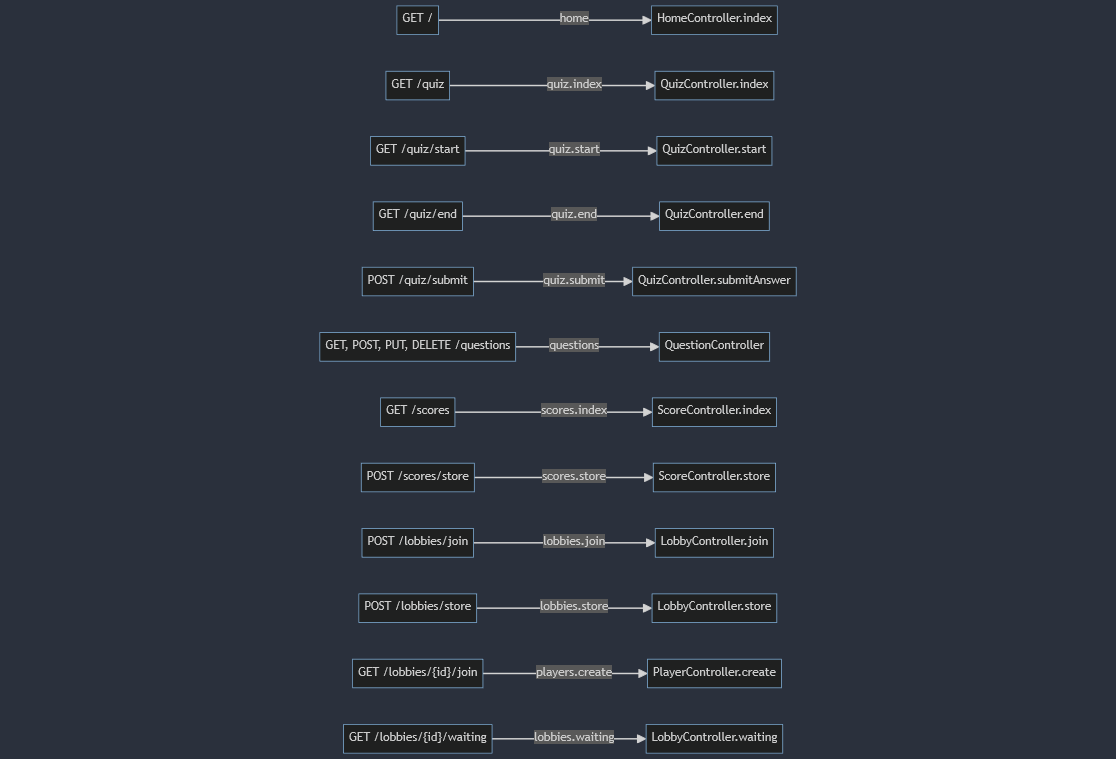 GET / home HomeController.index
GET /quiz quiz.index QuizController.index
GET /quiz/start quiz.start QuizController.start
GET /quiz/end quiz.end QuizController.end
POST /quiz/submit quiz.submit QuizController.submitAnswer
GET, POST, PUT, DELETE /questions questions QuestionController
GET /scores scores.index ScoreController.index
POST /scores/store scores.store ScoreController.store
POST /lobbies/join lobbies.join LobbyController.join
POST /lobbies/store lobbies.store LobbyController.store
GET /lobbies/{id}/join players.create PlayerController.create
GET /lobbies/{id}/waiting lobbies.waiting LobbyController.waiting